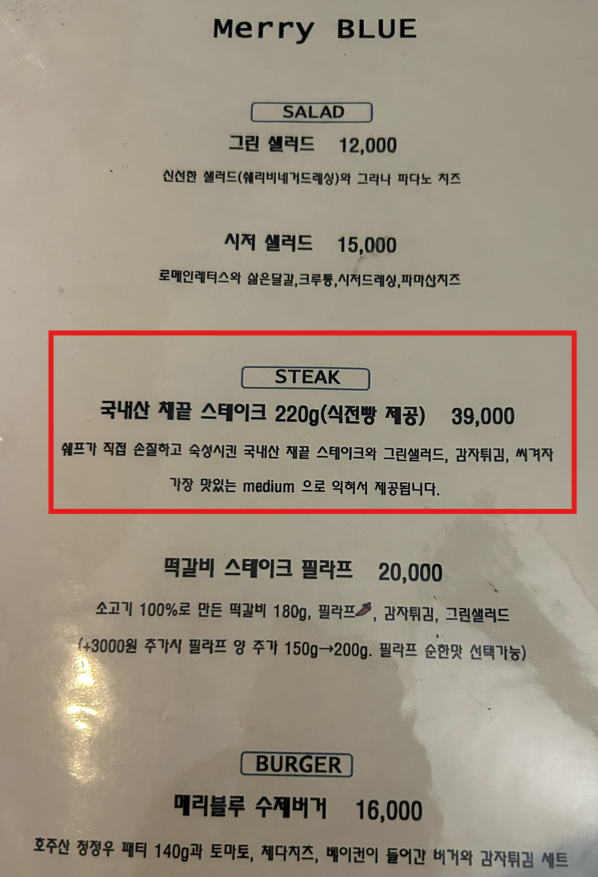 Merry BLUE
SALAD
그린 샐러드 12,000
신선한 샐러드(쉐리비네거드레싱)와 그라나 파다노 치즈
시저 샐러드 15,000
로메인레터스와 삶은달걀,크루통,시저드레싱,파마산치즈
STEAK
국내산 채끝 스테이크 220g(식전빵 제공) 39,000
쉐프가 직접 손질하고 숙성시킨 국내산 채끝 스테이크와 그린샐러드, 감자튀김, 씨겨자
가장 맛있는 medium 으로 익혀서 제공됩니다.
떡갈비 스테이크 필라프 20,000
소고기 100%로 만든 떡갈비 180g, 필라프🌶, 감자튀김, 그린샐러드
(+3000원 추가시 필라프 양 추가 150g→200g. 필라프 순한맛 선택가능)
BURGER
메리블루 수제버거 16,000
호주산 청정우 패티 140g과 토마토, 체다치즈, 베이컨이 들어간 버거와 감자튀김 세트